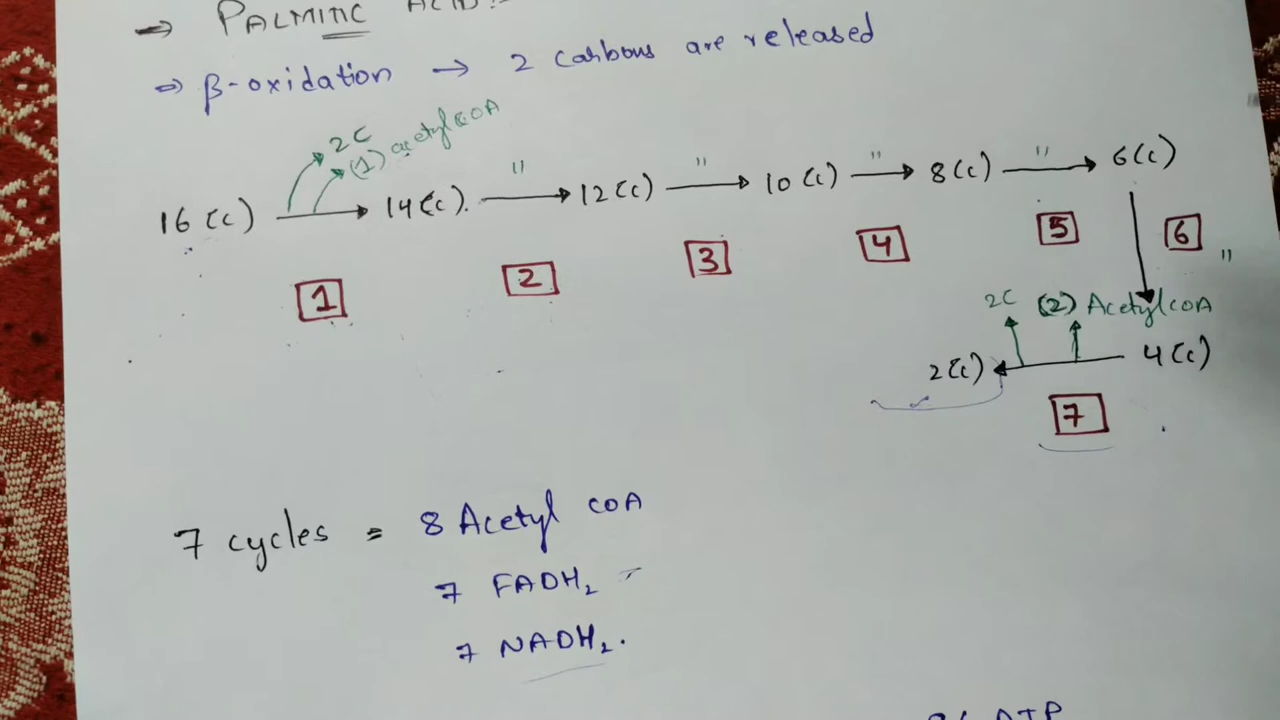 → PALMITIC ACID:-
⇒ β-oxidation → 2 carbons are released
2C
(1) acetyl COA
16 (C) → 14 (C). → 12 (C) → 10 (C) → 8 (C) → 6 (C)
" " " "
1 2 3 4 5 6 "
2C (2) Acetyl COA
2 (C) ← 4 (C)
7
7 cycles = 8 Acetyl COA
7 FADH₂
7 NADH₂.
ATP